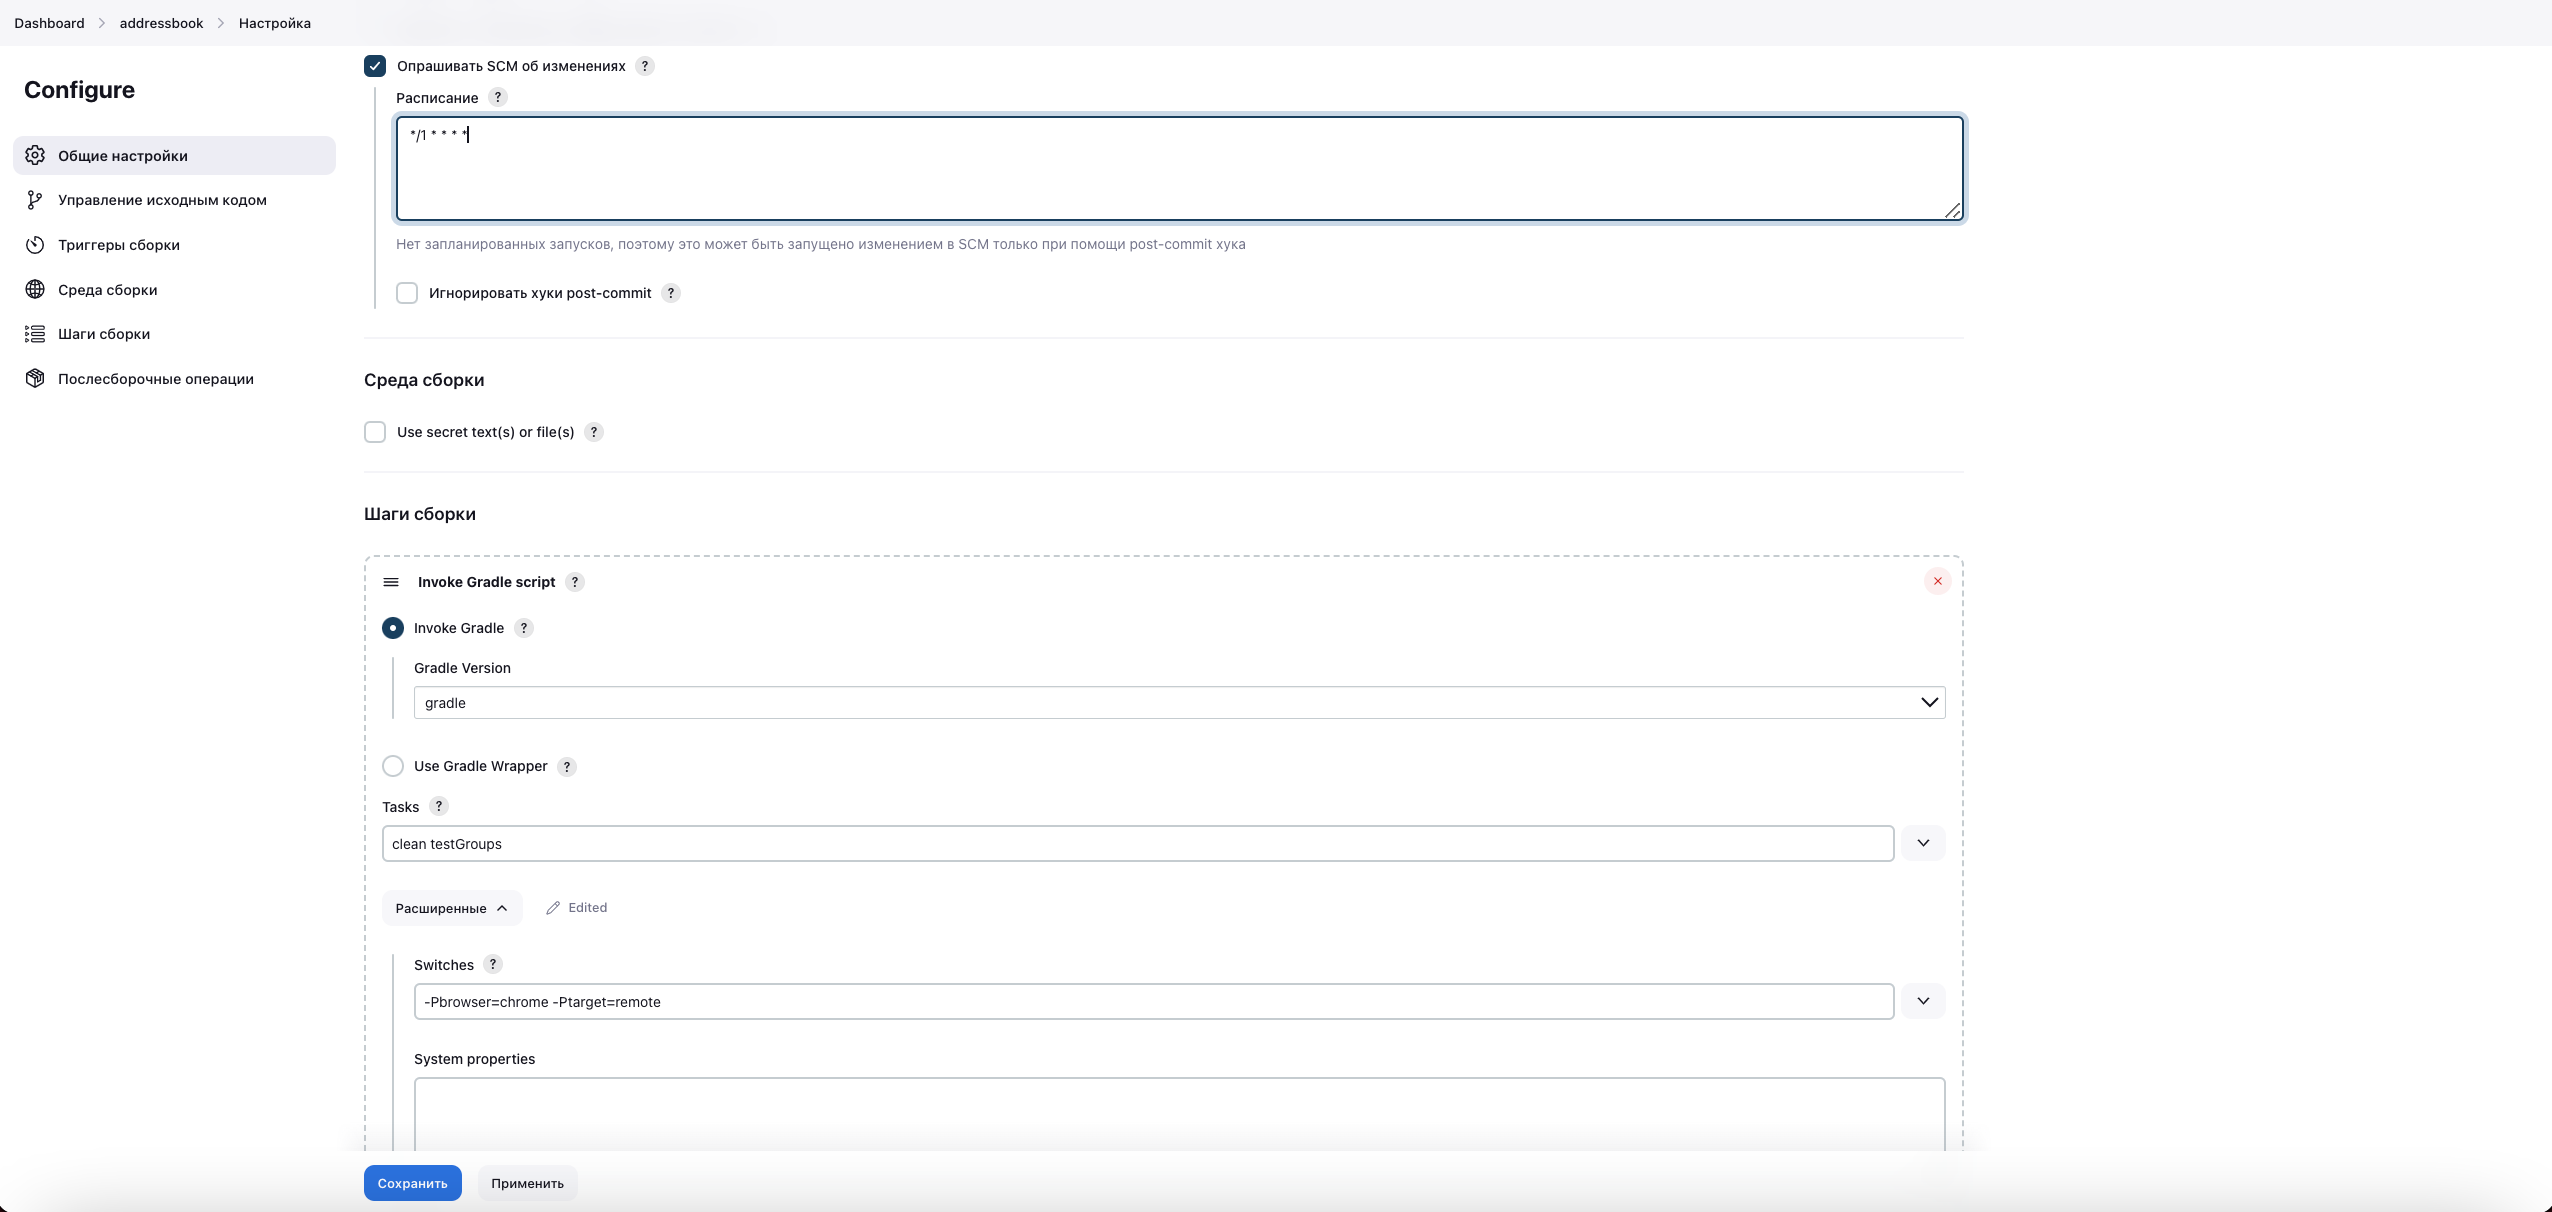 Dashboard > addressbook > Настройка
Configure
Общие настройки
Управление исходным кодом
Триггеры сборки
Среда сборки
Шаги сборки
Послесборочные операции
Опрашивать SCM об изменениях ?
Расписание ?
*/1 * * * *
Нет запланированных запусков, поэтому это может быть запущено изменением в SCM только при помощи post-commit хука
Игнорировать хуки post-commit ?
Среда сборки
Use secret text(s) or file(s) ?
Шаги сборки
Invoke Gradle script ?
Invoke Gradle ?
Gradle Version
gradle
Use Gradle Wrapper ?
Tasks ?
clean testGroups
Расширенные
Edited
Switches ?
-Pbrowser=chrome -Ptarget=remote
System properties
Сохранить
Применить